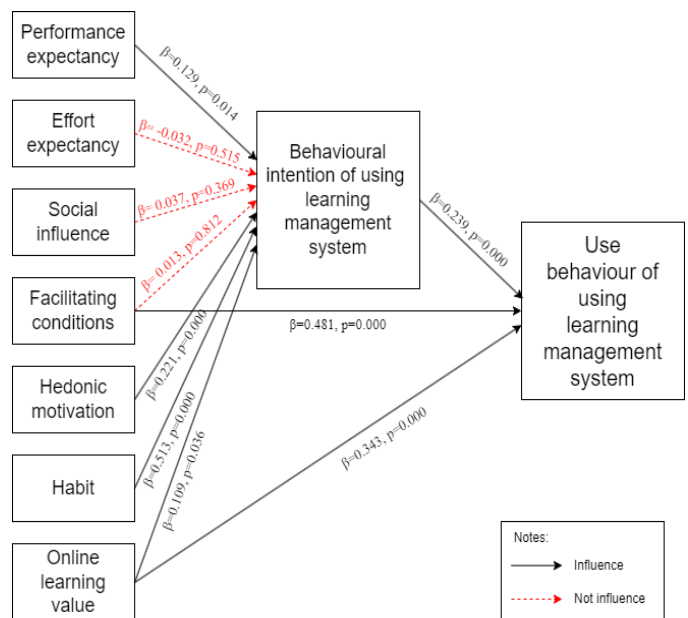 Performance
expectancy
β=0.129, p=0.014
Effort
expectancy
β= -0.032, p=0.515
Behavioural
intention of using
learning
management
system
Social
influence
β= 0.037, p=0.369
β=0.239, p=0.000
Facilitating
conditions
β= 0.013, p=0.812
β=0.481, p=0.000
Use
behaviour of
using
learning
management
system
Hedonic
motivation
β=0.221, p=0.000
Habit
β=0.513, p=0.000
β=0.109, p=0.036
β=0.343, p=0.000
Online
learning
value
Notes:
Influence
Not influence